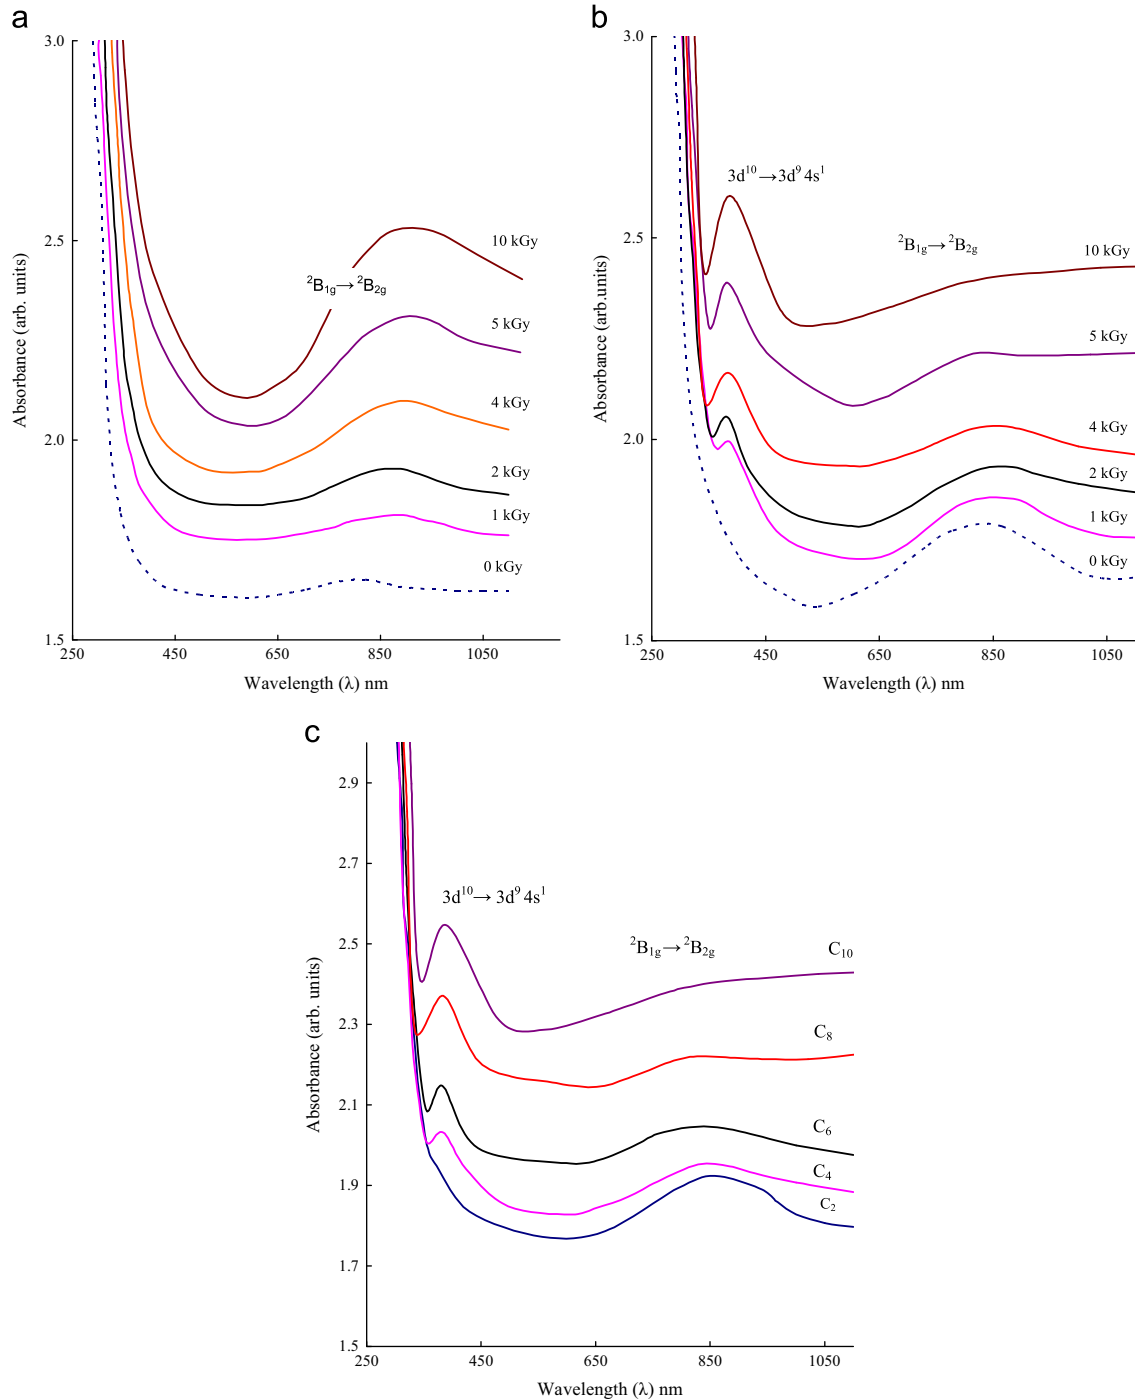 a
3.0
2.5
2.0
1.5
Absorbance (arb. units)
10 kGy
²B₁g→²B₂g
5 kGy
4 kGy
2 kGy
1 kGy
0 kGy
250 450 650 850 1050
Wavelength (λ) nm
b
3.0
2.5
2.0
1.5
Absorbance (arb.units)
3d¹⁰→3d⁹ 4s¹
²B₁g→²B₂g
10 kGy
5 kGy
4 kGy
2 kGy
1 kGy
0 kGy
250 450 650 850 1050
Wavelength (λ) nm
c
2.9
2.7
2.5
2.3
2.1
1.9
1.7
1.5
Absorbance (arb. units)
3d¹⁰→ 3d⁹ 4s¹
²B₁g→²B₂g
C₁₀
C₈
C₆
C₄
C₂
250 450 650 850 1050
Wavelength (λ) nm